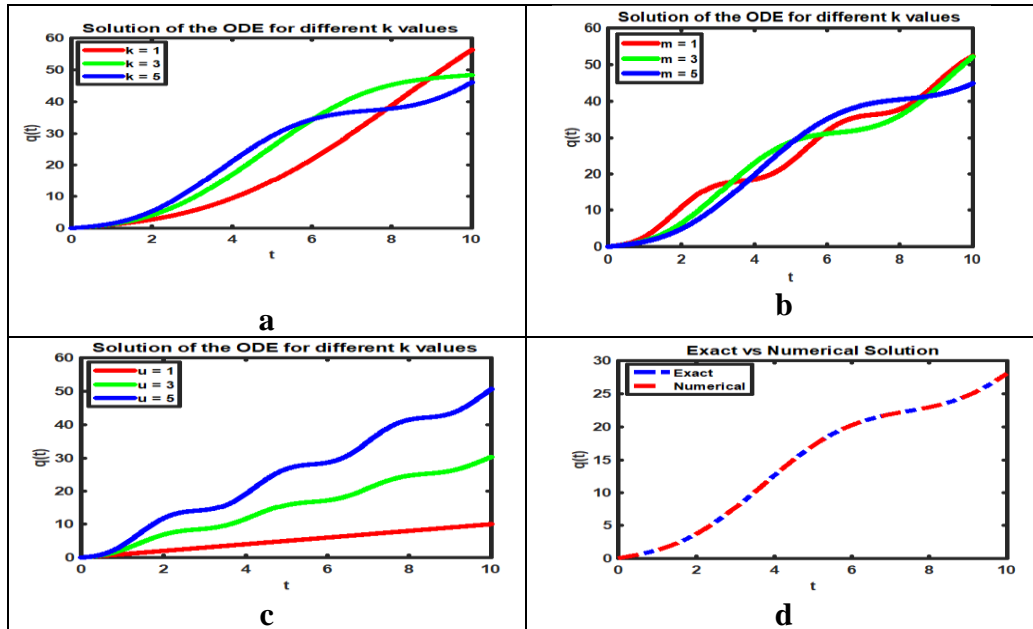 Solution of the ODE for different k values
60
50
40
30
20
10
0
q(t)
k = 1
k = 3
k = 5
0 2 4 6 8 10
t
a
Solution of the ODE for different k values
60
50
40
30
20
10
0
q(t)
m = 1
m = 3
m = 5
0 2 4 6 8 10
t
b
Solution of the ODE for different k values
60
50
40
30
20
10
0
q(t)
u = 1
u = 3
u = 5
0 2 4 6 8 10
t
c
Exact vs Numerical Solution
30
25
20
15
10
5
0
q(t)
Exact
Numerical
0 2 4 6 8 10
t
d